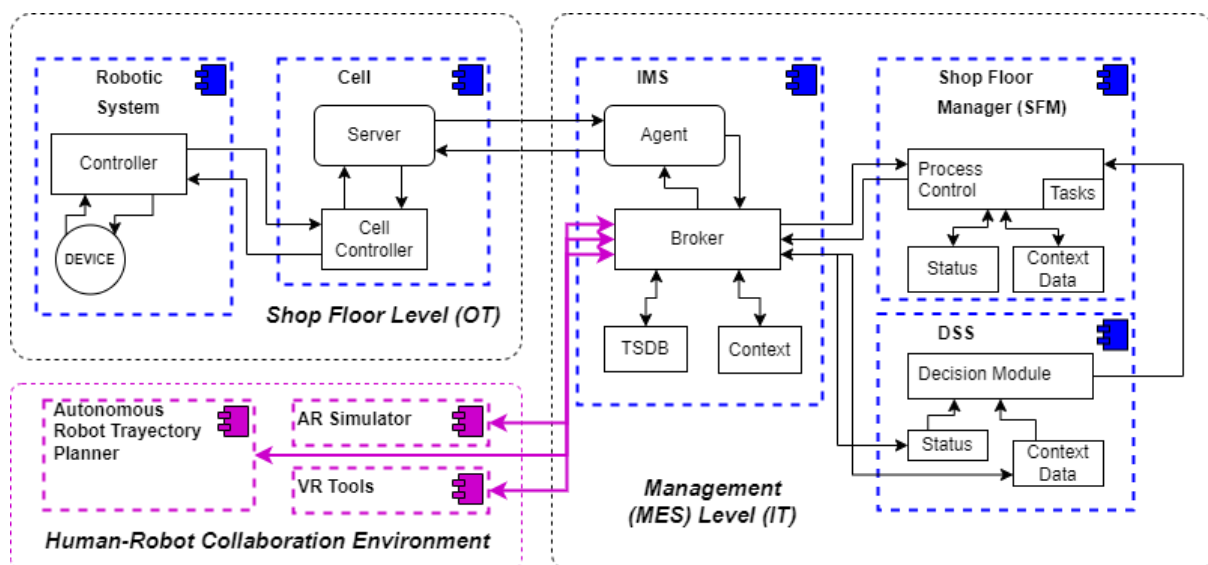 Robotic
System
Controller
DEVICE
Cell
Server
Cell
Controller
Shop Floor Level (OT)
IMS
Agent
Broker
TSDB
Context
Shop Floor
Manager (SFM)
Process
Control
Tasks
Status
Context
Data
DSS
Decision Module
Status
Context
Data
Management
(MES) Level (IT)
Autonomous
Robot Trayectory
Planner
AR Simulator
VR Tools
Human-Robot Collaboration Environment